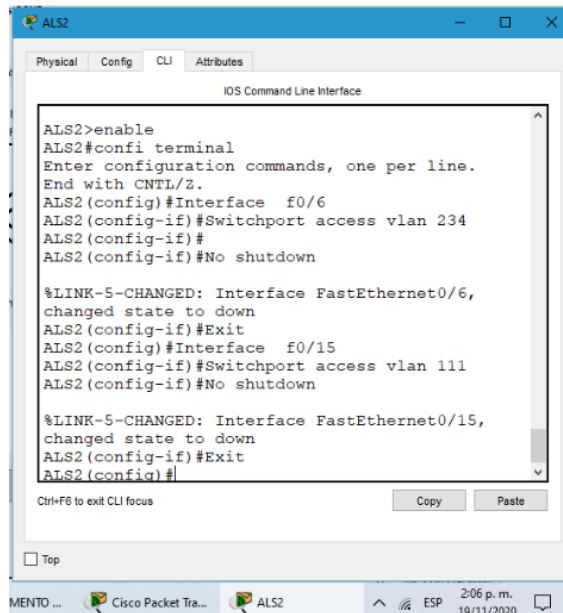 ALS2
Physical Config CLI Attributes
IOS Command Line Interface
ALS2>enable
ALS2#confi terminal
Enter configuration commands, one per line.
End with CNTL/Z.
ALS2(config)#Interface  f0/6
ALS2(config-if)#Switchport access vlan 234
ALS2(config-if)#
ALS2(config-if)#No shutdown
%LINK-5-CHANGED: Interface FastEthernet0/6,
changed state to down
ALS2(config-if)#Exit
ALS2(config)#Interface  f0/15
ALS2(config-if)#Switchport access vlan 111
ALS2(config-if)#No shutdown
%LINK-5-CHANGED: Interface FastEthernet0/15,
changed state to down
ALS2(config-if)#Exit
ALS2(config)#
Ctrl+F6 to exit CLI focus
Copy Paste
Top
MENTO ... Cisco Packet Tra... ALS2 ESP 2:06 p. m.
19/11/2020